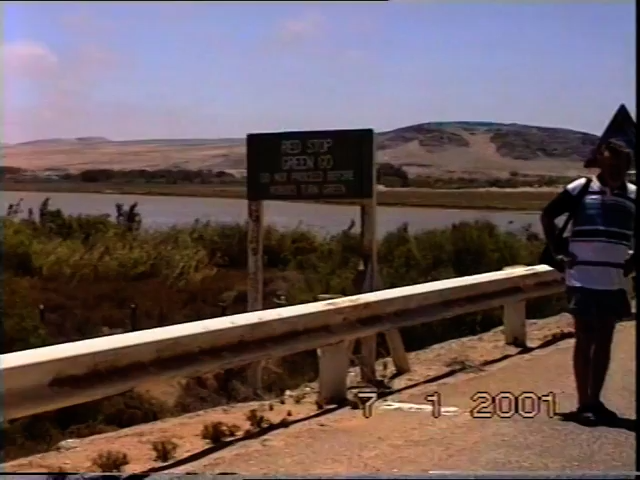 RED STOP
GREEN GO
DO NOT PROCEED BEFORE
ROBOTS TURN GREEN
7 1 2001